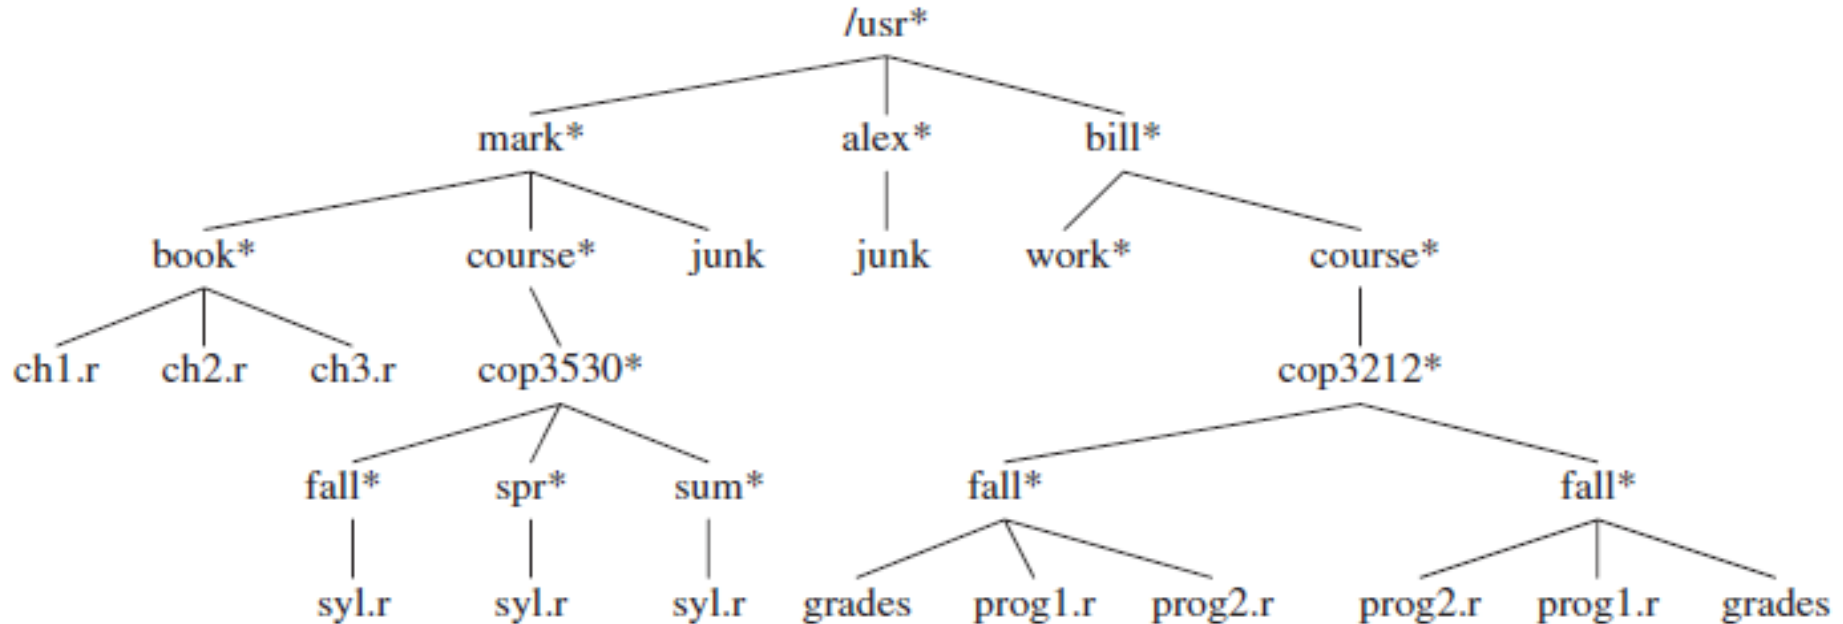 /usr*
mark* alex* bill*
book* course* junk junk work* course*
ch1.r ch2.r ch3.r cop3530* cop3212*
fall* spr* sum* fall* fall*
syl.r syl.r syl.r grades prog1.r prog2.r prog2.r prog1.r grades